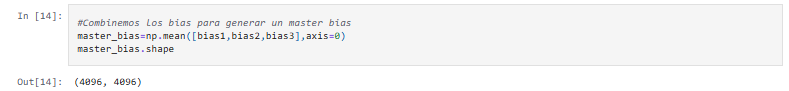 In [14]:
#Combinemos los bias para generar un master bias
master_bias=np.mean([bias1,bias2,bias3],axis=0)
master_bias.shape
Out[14]: (4096, 4096)